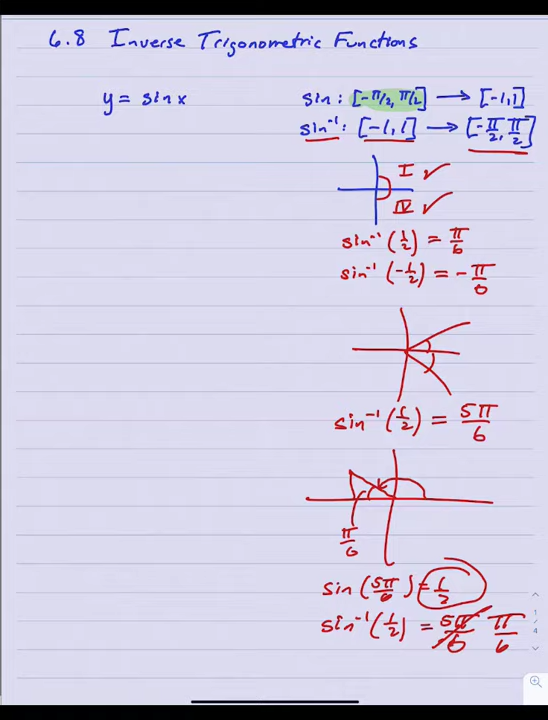 6.8 Inverse Trigonometric Functions
y = sin x
sin: [-π/2, π/2] → [-1,1]
sin⁻¹: [-1,1] → [-π/2, π/2]
I ✓
IV ✓
sin⁻¹(1/2) = π/6
sin⁻¹(-1/2) = -π/6
sin⁻¹(1/2) = 5π/6
π/6
sin(5π/6) = 1/2
sin⁻¹(1/2) = 5π/6 π/6
1/4